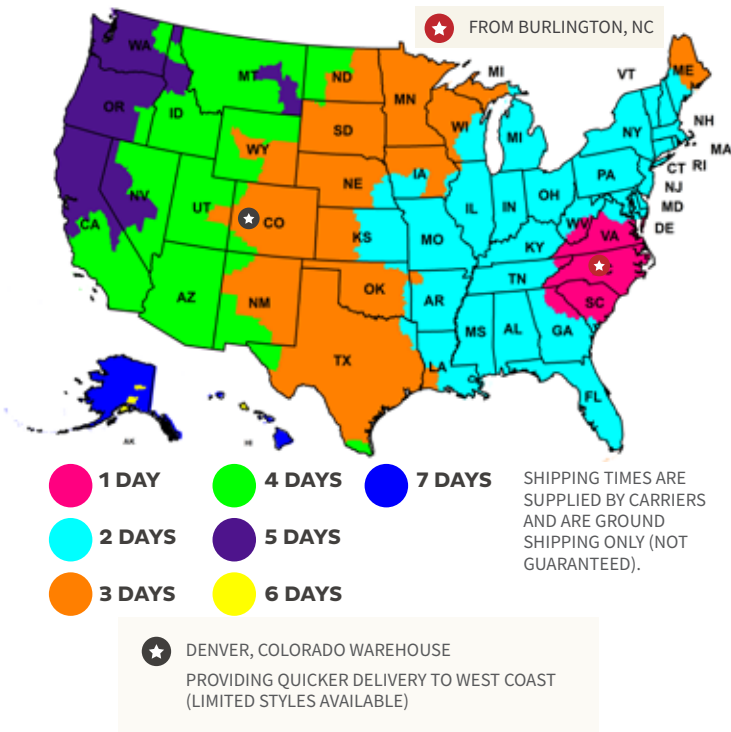 FROM BURLINGTON, NC
WA
MT
ND
MN
MI
VT
ME
OR
ID
SD
WI
MI
NY
NH
MA
WY
CT
RI
NE
IA
PA
NJ
NV
UT
CO
IL
IN
OH
MD
CA
KS
MO
WV
VA
DE
KY
AZ
NM
OK
AR
TN
SC
TX
LA
MS
AL
GA
FL
AK
HI
1 DAY
4 DAYS
7 DAYS
2 DAYS
5 DAYS
3 DAYS
6 DAYS
SHIPPING TIMES ARE
SUPPLIED BY CARRIERS
AND ARE GROUND
SHIPPING ONLY (NOT
GUARANTEED).
DENVER, COLORADO WAREHOUSE
PROVIDING QUICKER DELIVERY TO WEST COAST
(LIMITED STYLES AVAILABLE)